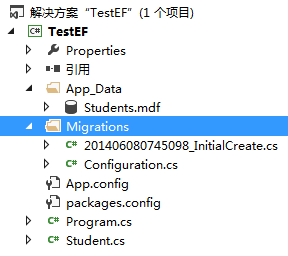 解决方案“TestEF”(1 个项目)
TestEF
Properties
引用
App_Data
Students.mdf
Migrations
201406080745098_InitialCreate.cs
Configuration.cs
App.config
packages.config
Program.cs
Student.cs